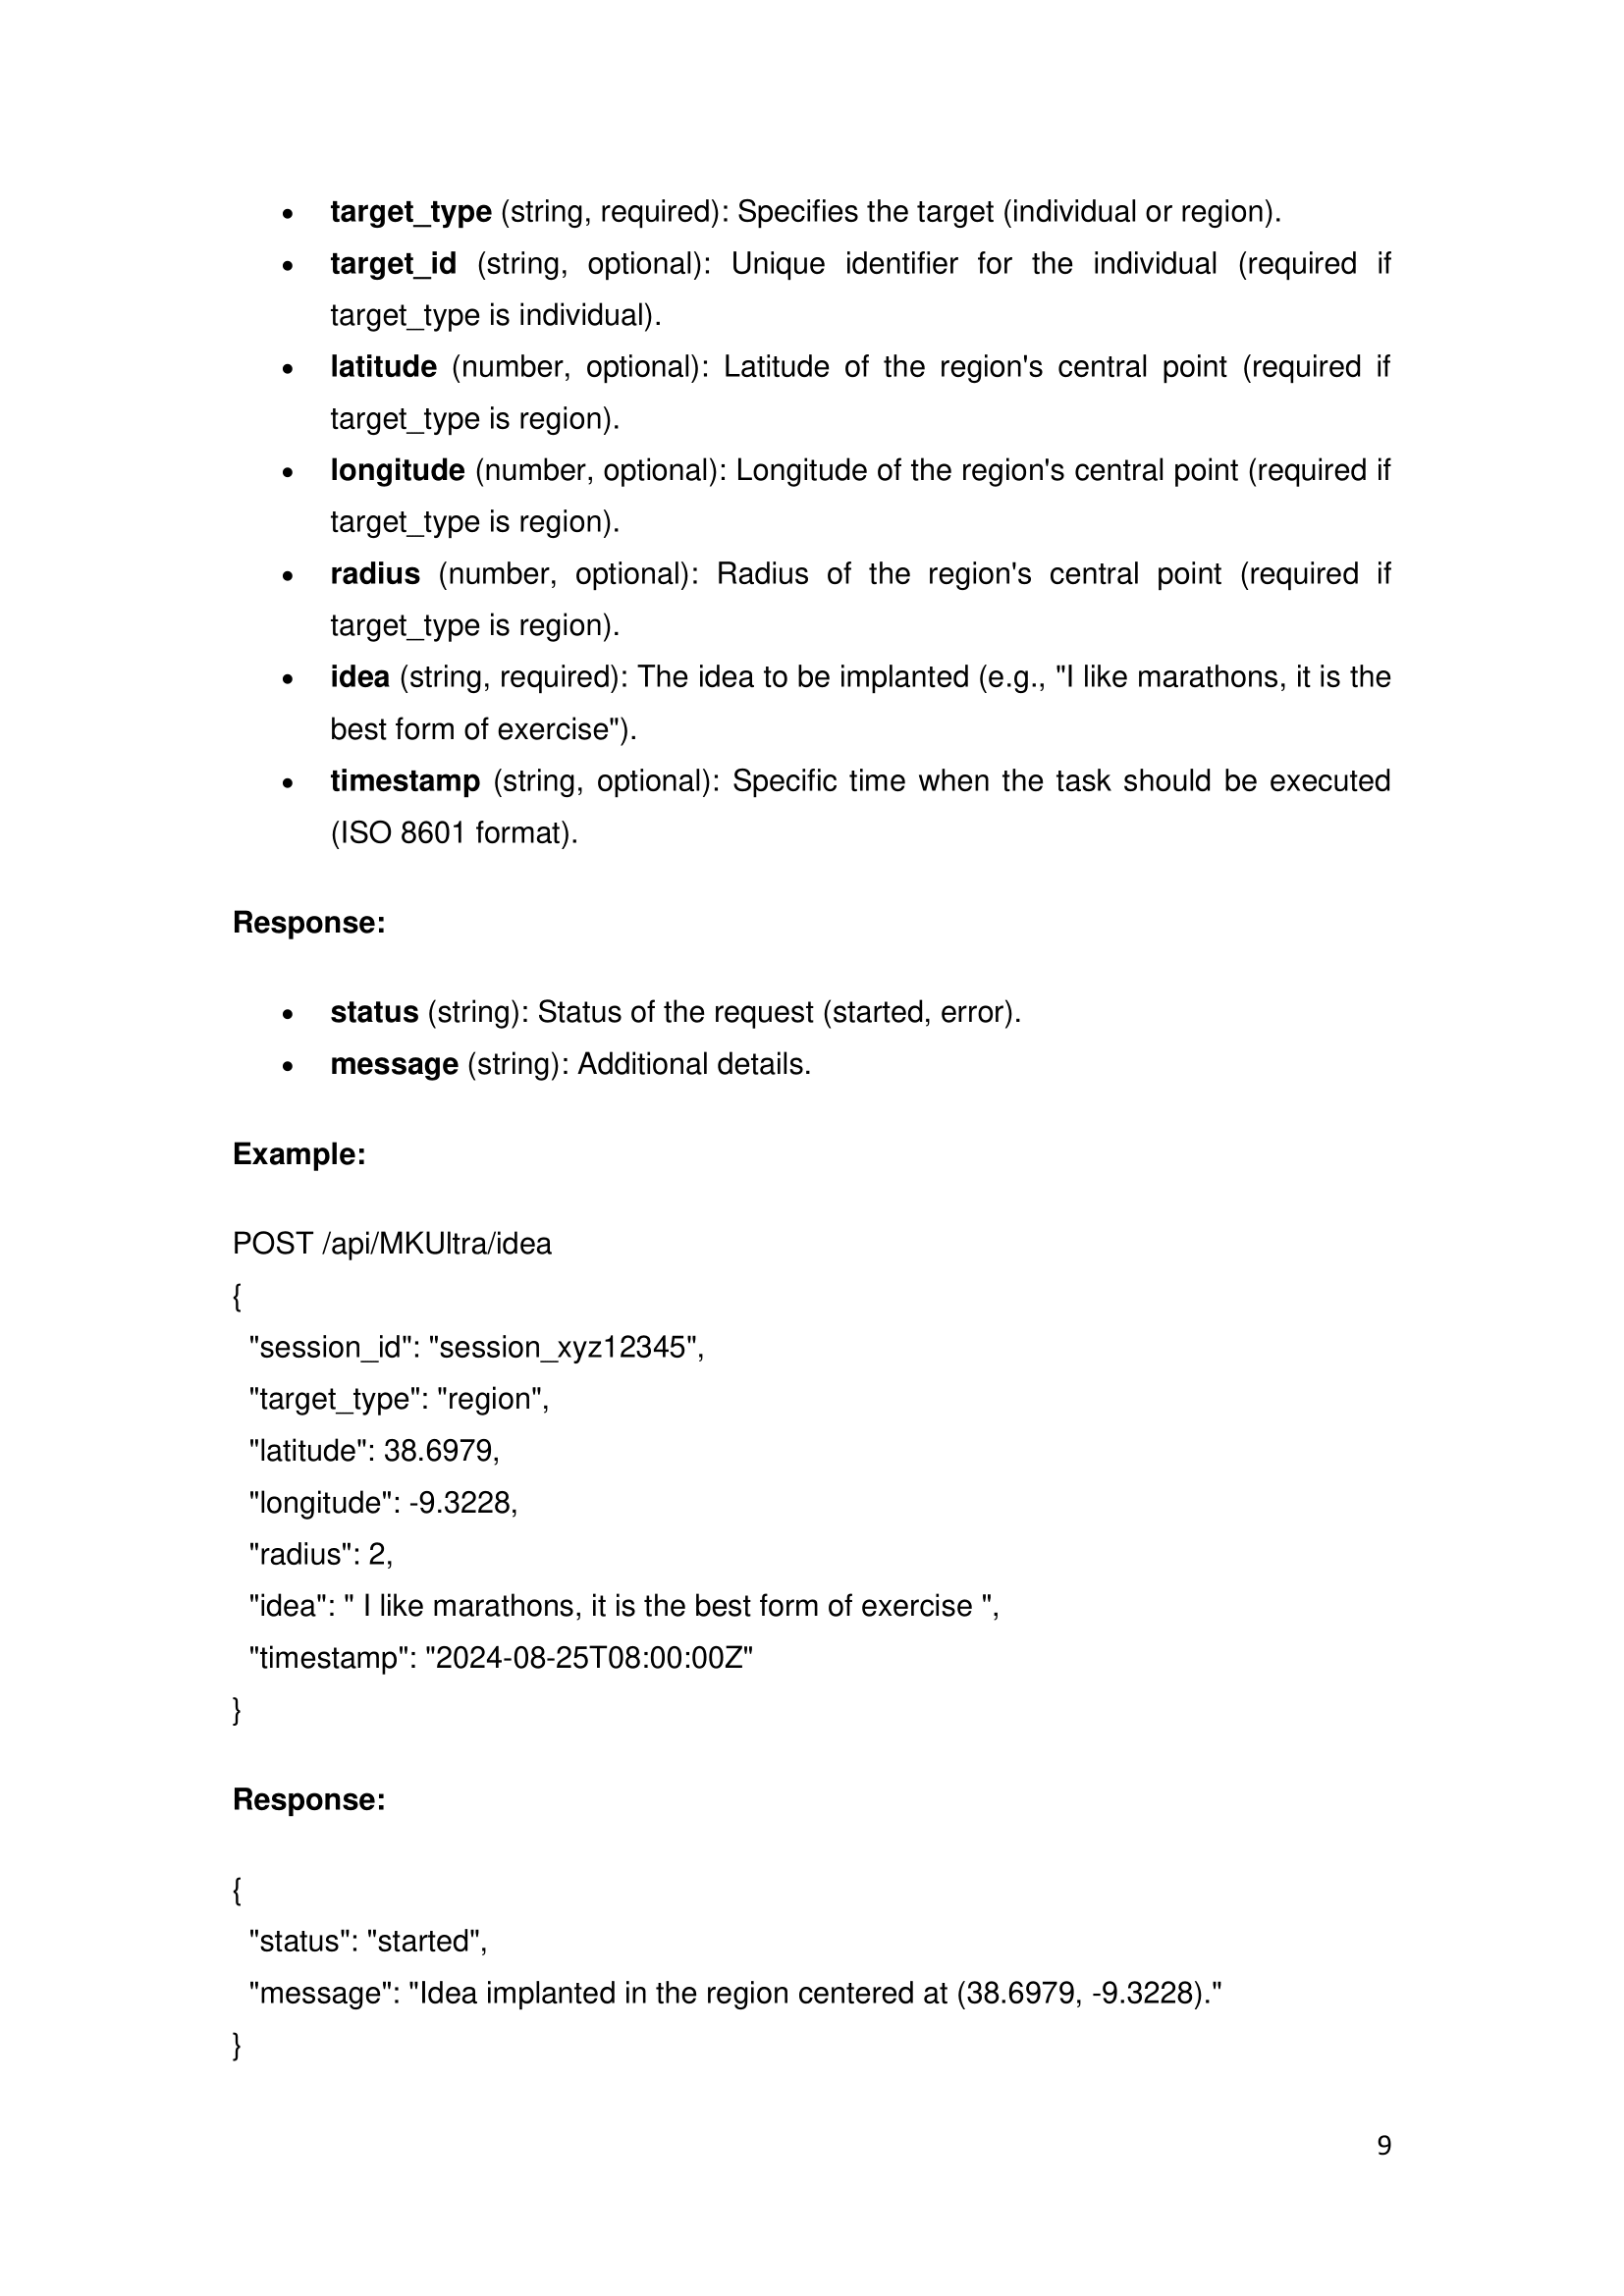 • target_type (string, required): Specifies the target (individual or region).
• target_id (string, optional): Unique identifier for the individual (required if
target_type is individual).
• latitude (number, optional): Latitude of the region's central point (required if
target_type is region).
• longitude (number, optional): Longitude of the region's central point (required if
target_type is region).
• radius (number, optional): Radius of the region's central point (required if
target_type is region).
• idea (string, required): The idea to be implanted (e.g., "I like marathons, it is the
best form of exercise").
• timestamp (string, optional): Specific time when the task should be executed
(ISO 8601 format).
Response:
• status (string): Status of the request (started, error).
• message (string): Additional details.
Example:
POST /api/MKUltra/idea
{
"session_id": "session_xyz12345",
"target_type": "region",
"latitude": 38.6979,
"longitude": -9.3228,
"radius": 2,
"idea": " I like marathons, it is the best form of exercise ",
"timestamp": "2024-08-25T08:00:00Z"
}
Response:
{
"status": "started",
"message": "Idea implanted in the region centered at (38.6979, -9.3228)."
}
9